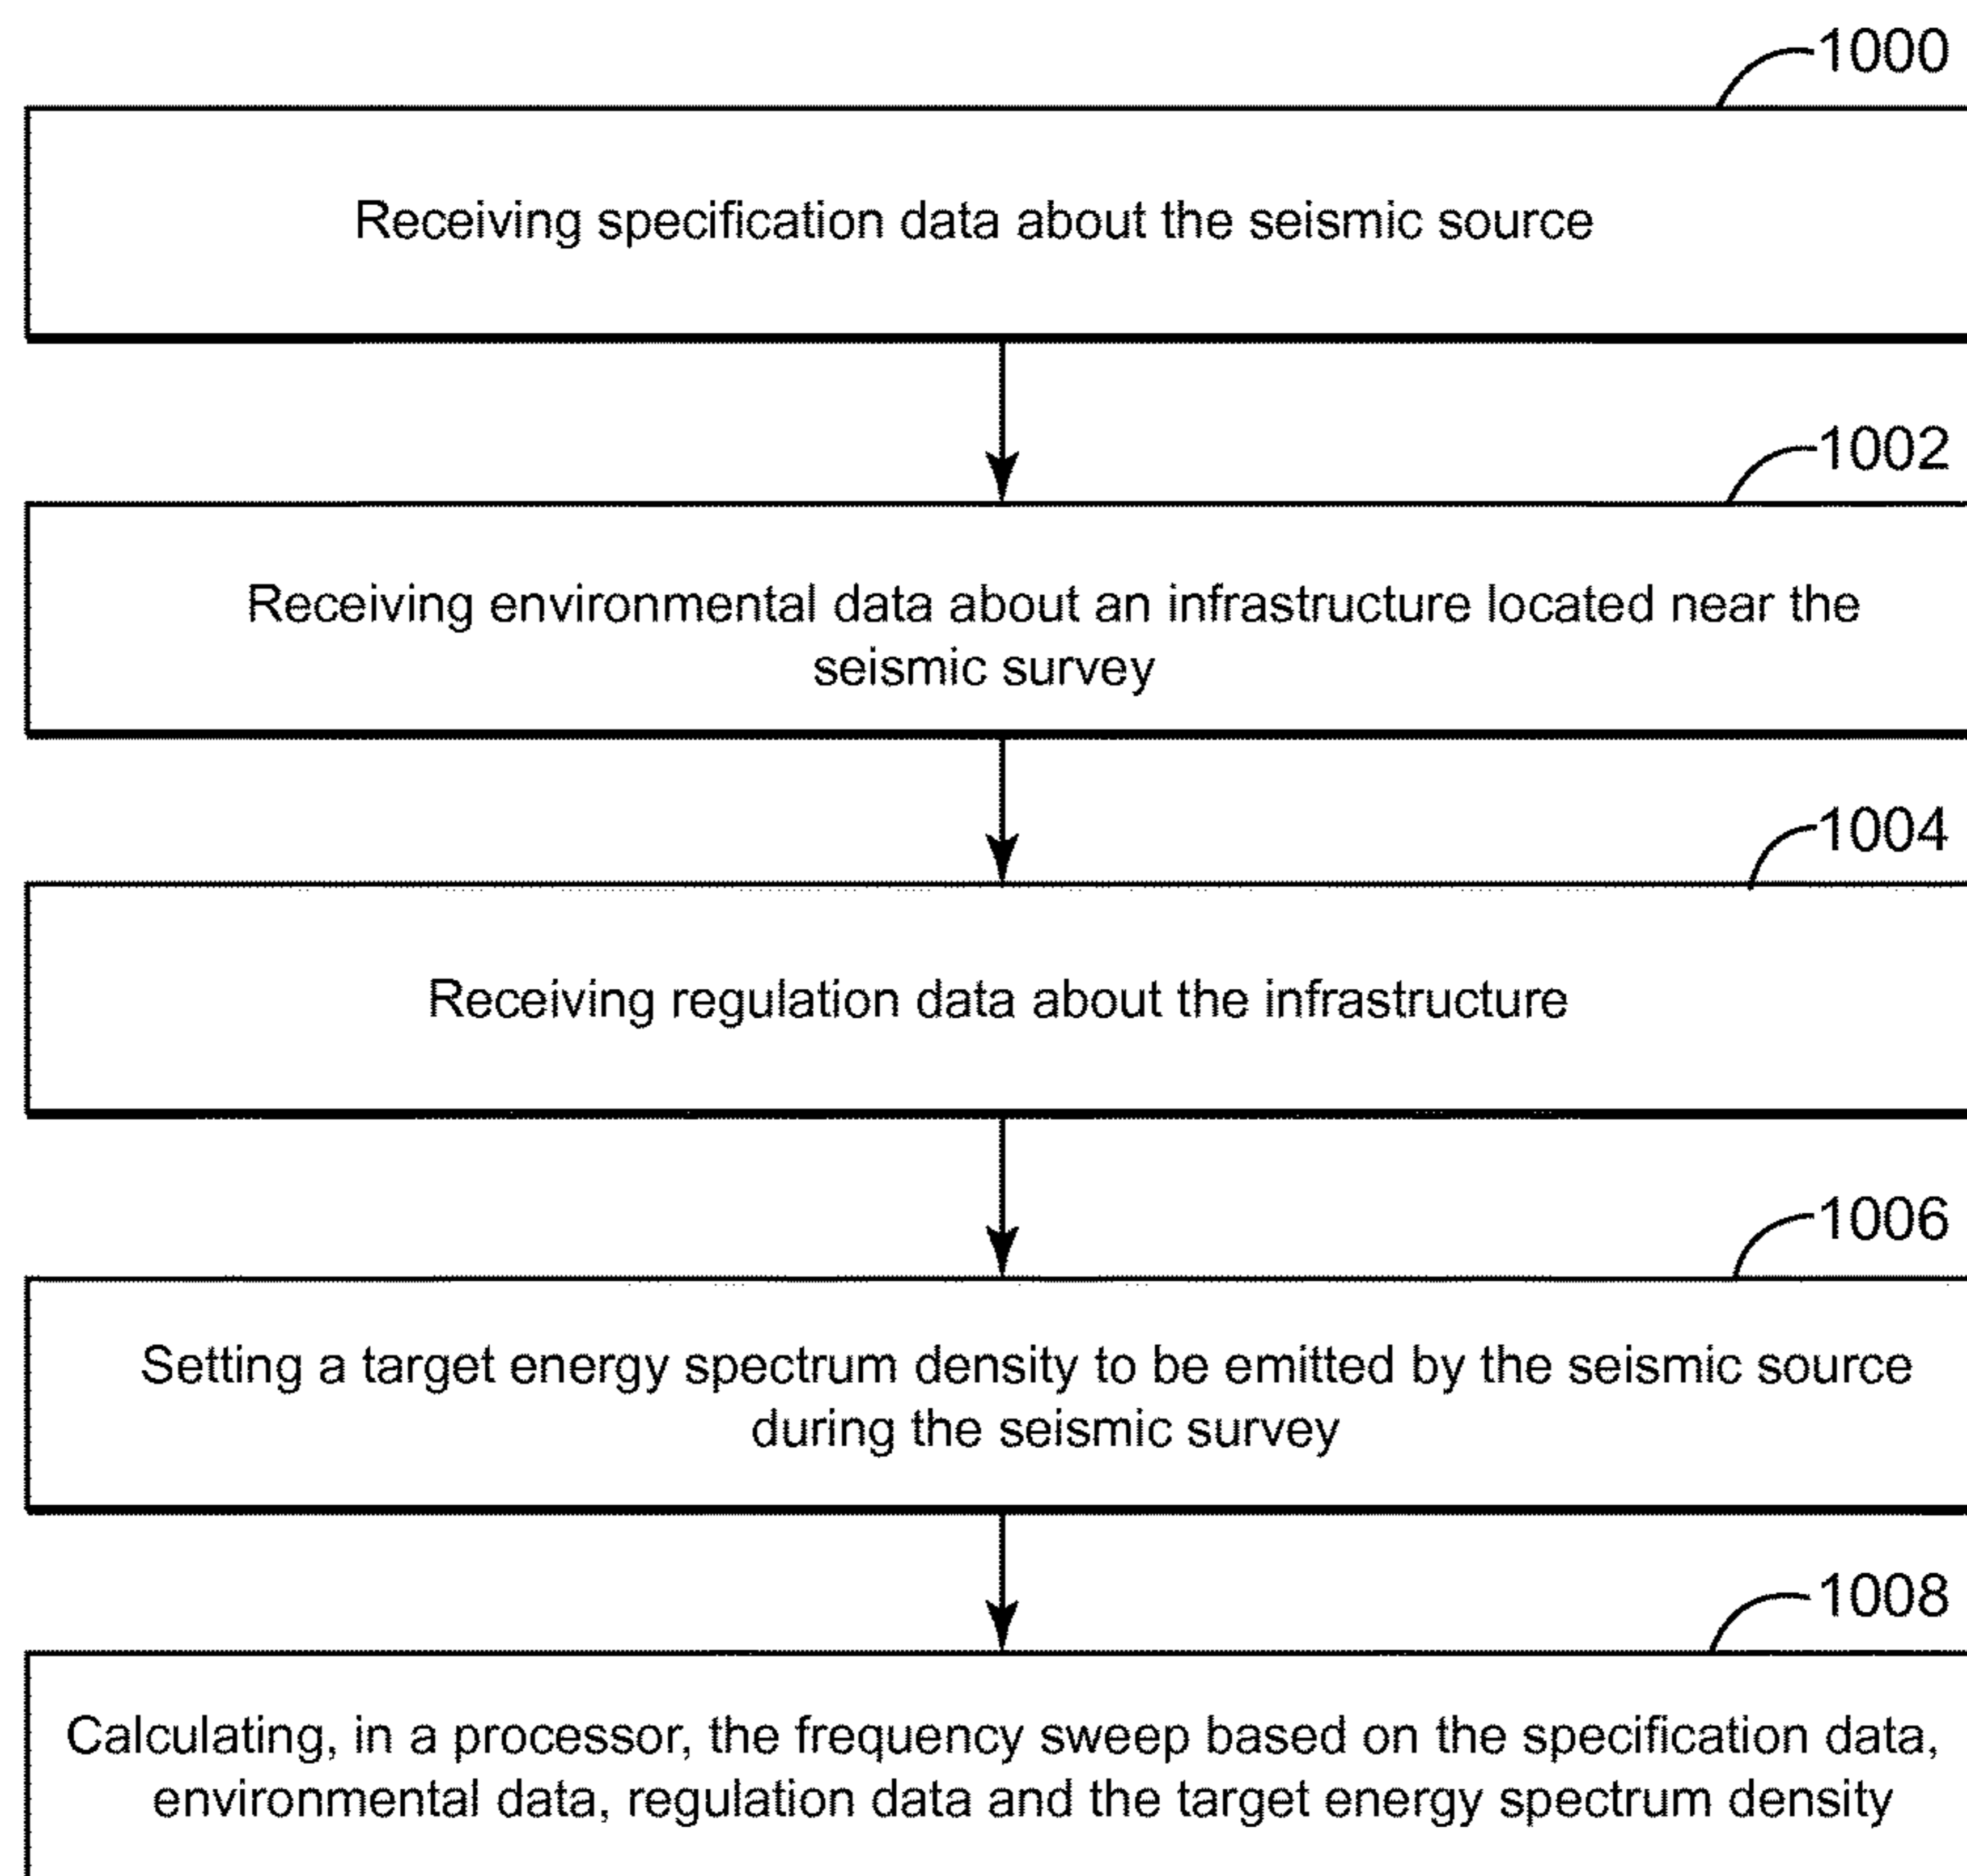 1000
Receiving specification data about the seismic source
1002
Receiving environmental data about an infrastructure located near the
seismic survey
1004
Receiving regulation data about the infrastructure
1006
Setting a target energy spectrum density to be emitted by the seismic source
during the seismic survey
1008
Calculating, in a processor, the frequency sweep based on the specification data,
environmental data, regulation data and the target energy spectrum density